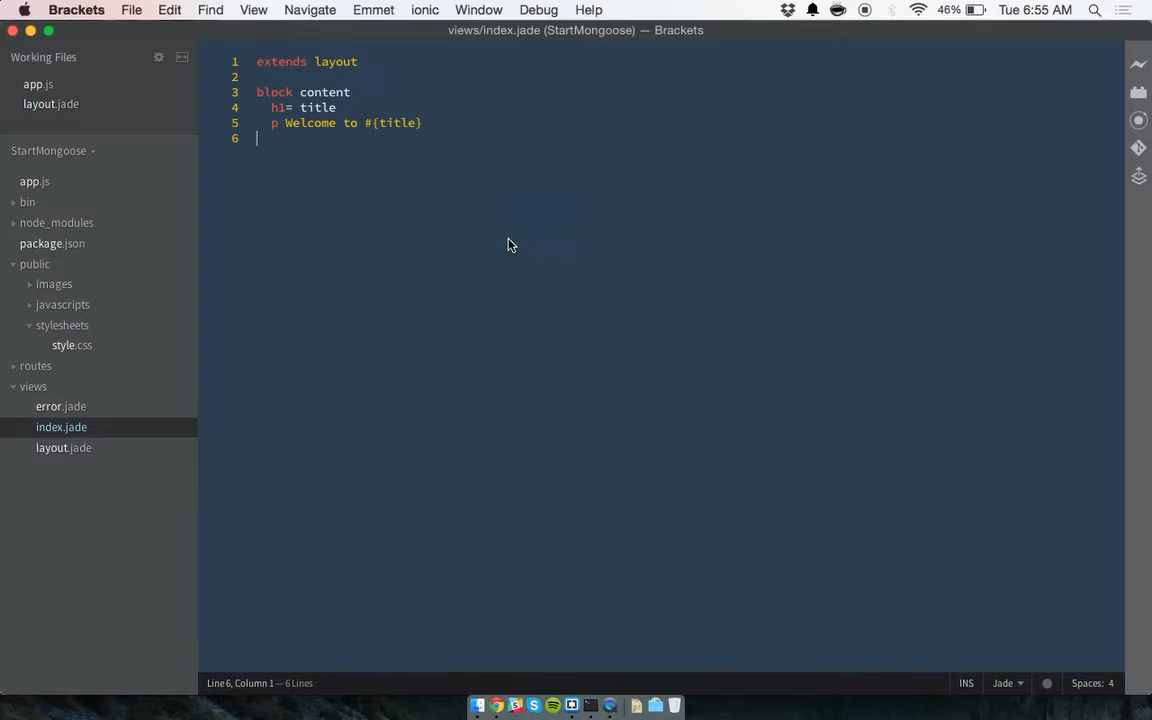 Brackets File Edit Find View Navigate Emmet ionic Window Debug Help 46% Tue 6:55 AM
views/index.jade (StartMongoose) — Brackets
Working Files
app.js
layout.jade
StartMongoose
app.js
bin
node_modules
package.json
public
images
javascripts
stylesheets
style.css
routes
views
error.jade
index.jade
layout.jade
1 extends layout
2
3 block content
4 h1= title
5 p Welcome to #{title}
6
Line 6, Column 1 — 6 Lines INS Jade Spaces: 4